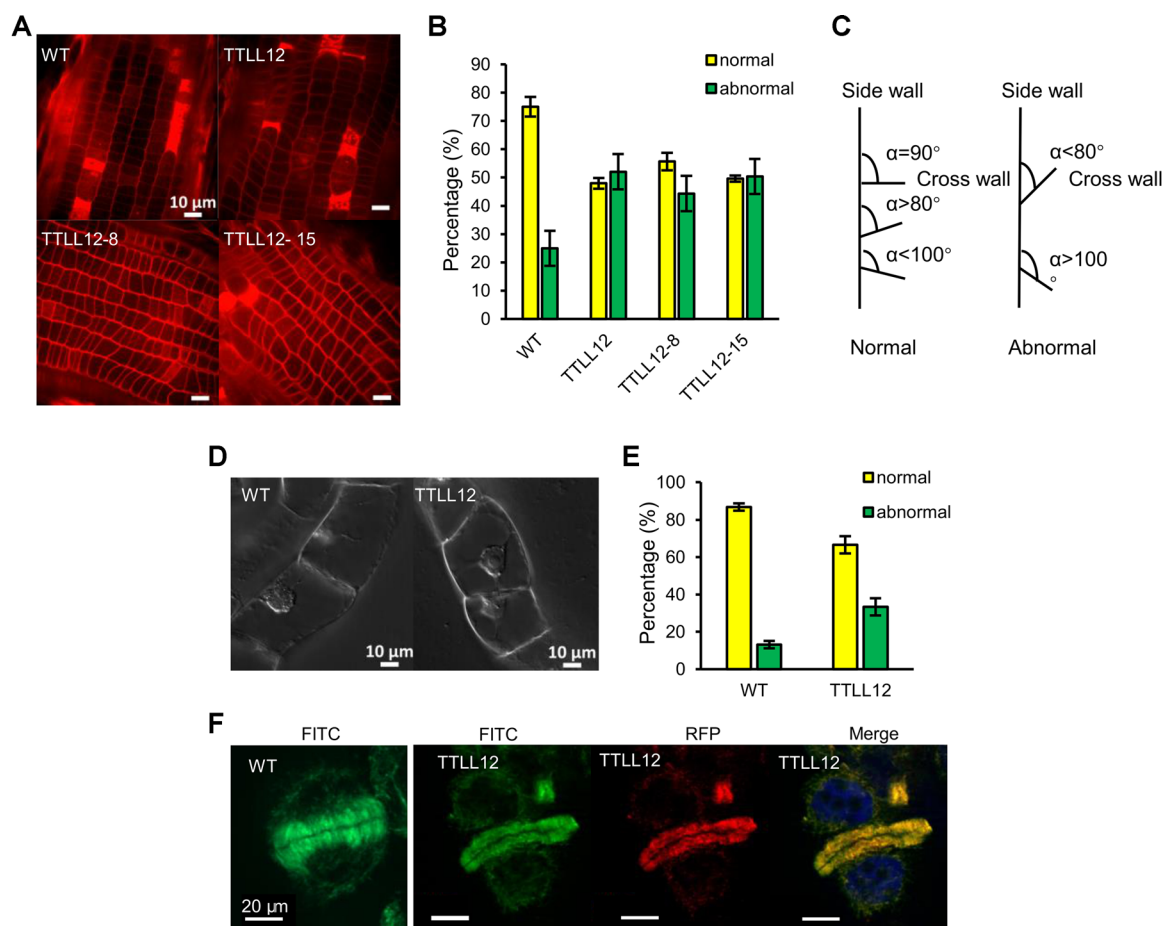 A
WT
TTLL12
10 µm
TTLL12-8
TTLL12- 15
B
normal
abnormal
Percentage (%)
90
80
70
60
50
40
30
20
10
0
WT
TTLL12
TTLL12-8
TTLL12-15
C
Side wall
Side wall
α=90°
α<80°
Cross wall
Cross wall
α>80°
α<100°
α>100
°
Normal
Abnormal
D
WT
TTLL12
10 µm
10 µm
E
normal
abnormal
Percentage (%)
100
80
60
40
20
0
WT
TTLL12
F
FITC
FITC
RFP
Merge
WT
TTLL12
TTLL12
TTLL12
20 µm